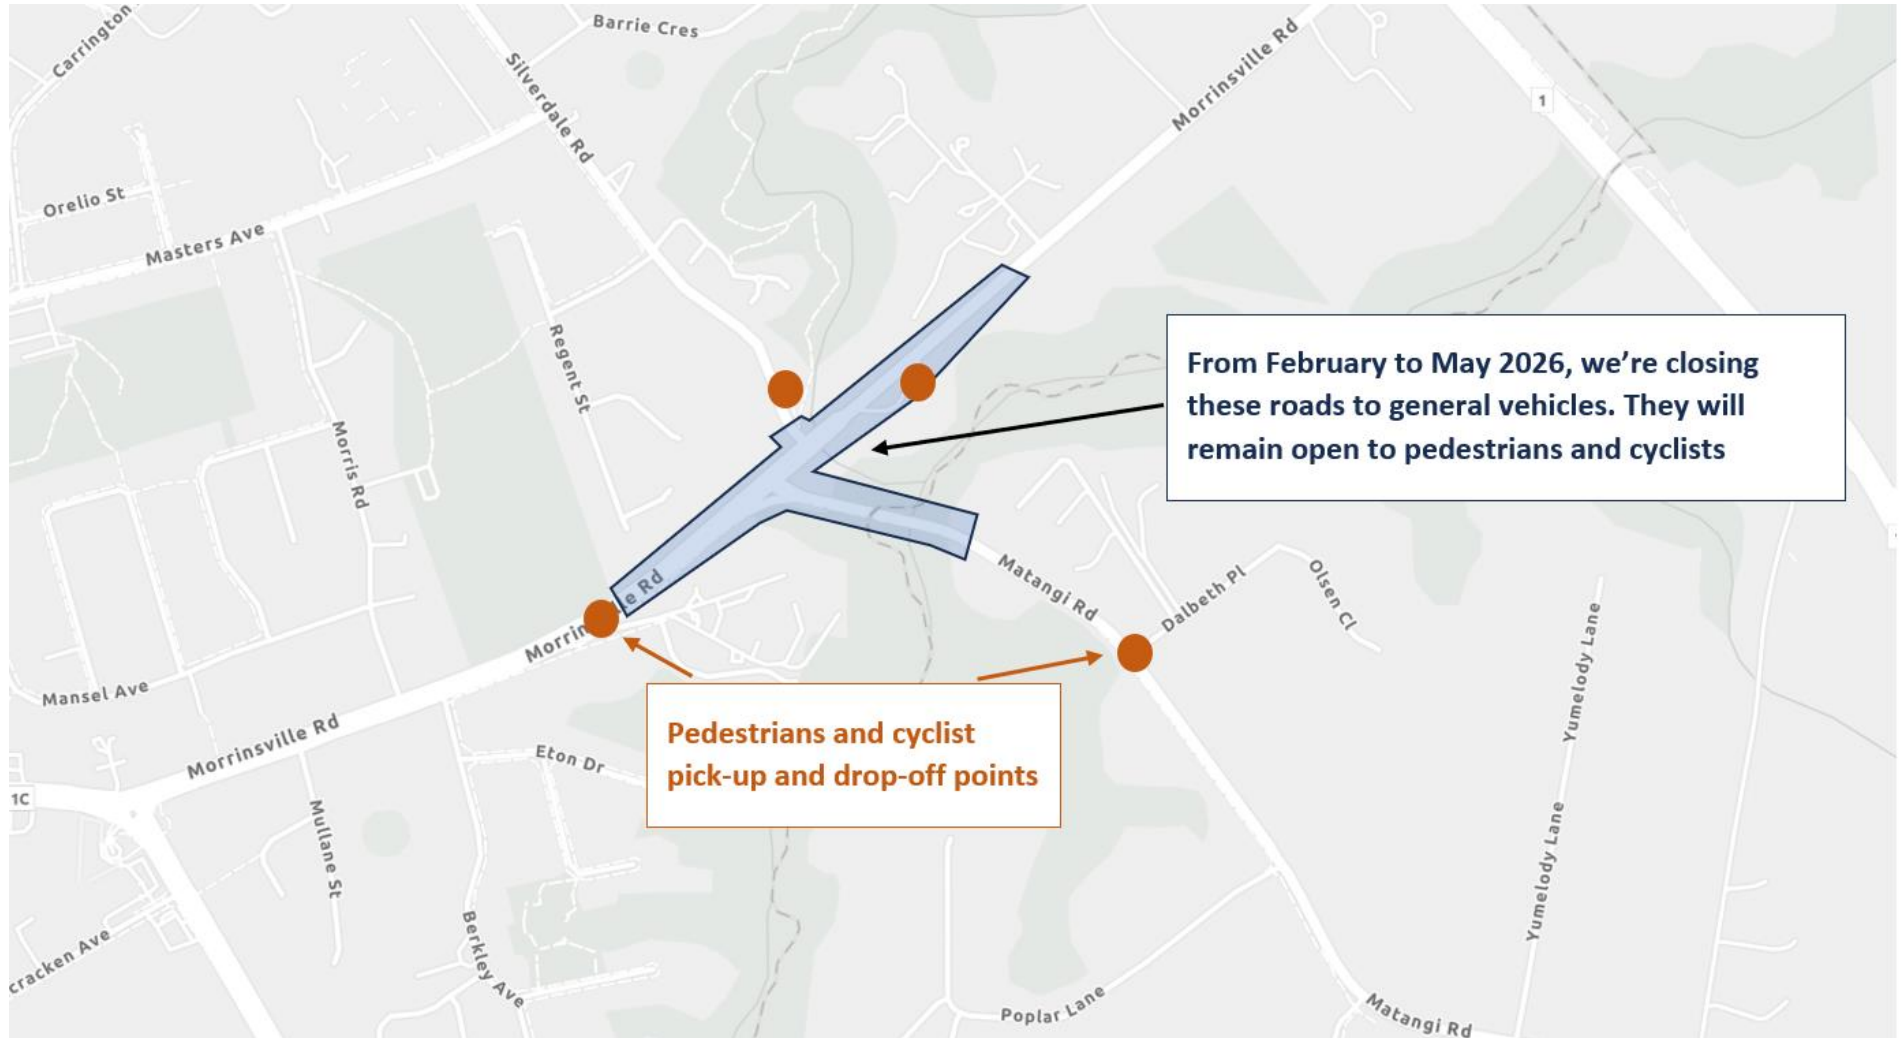 Carrington
Barrie Cres
Silverdale Rd
Morrinsville Rd
1
Orelio St
Masters Ave
Regent St
Morris Rd
From February to May 2026, we’re closing
these roads to general vehicles. They will
remain open to pedestrians and cyclists
Matangi Rd
Dalbeth Pl
Olsen Cl
Yumelody Lane
Morrin
le Rd
Mansel Ave
Morrinsville Rd
Pedestrians and cyclist
pick-up and drop-off points
Eton Dr
1C
Mullane St
Berkley Ave
Yumelody Lane
cracken Ave
Poplar Lane
Matangi Rd